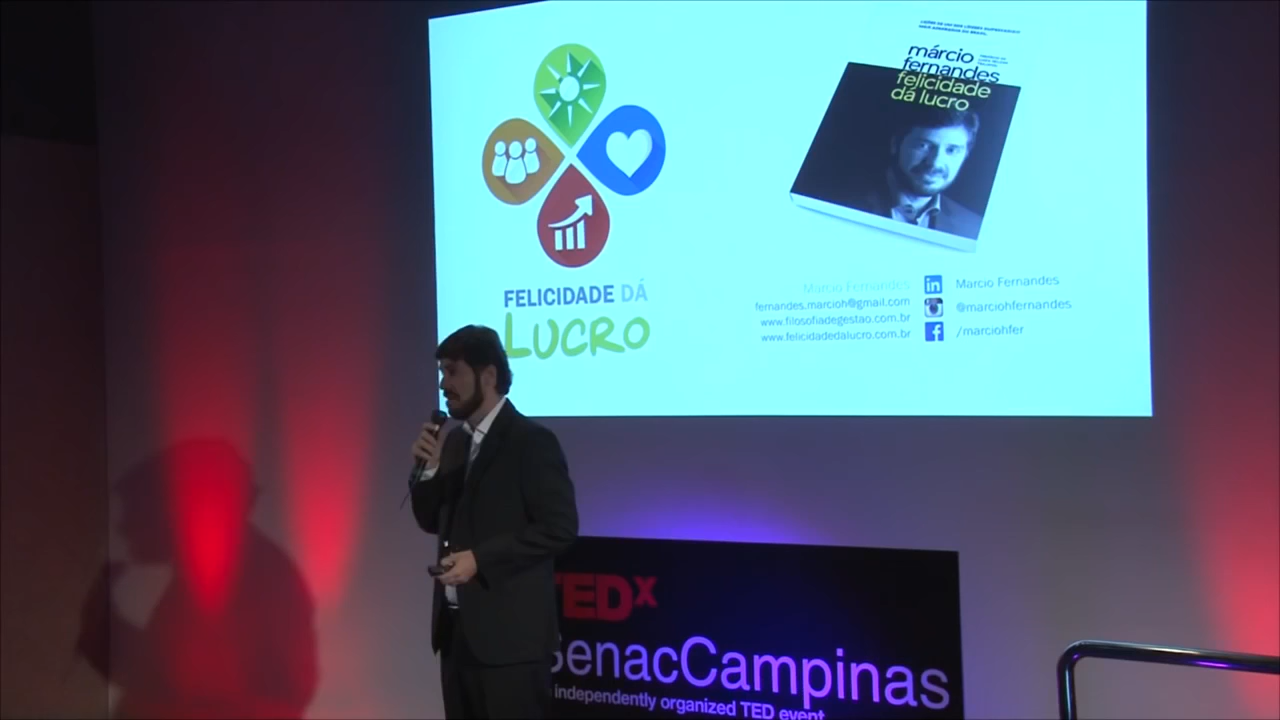 FELICIDADE DÁ
LUCRO
márcio
fernandes
felicidade
dá lucro
Marcio Fernandes
fernandes.marcioh@gmail.com
www.filosofiadegestao.com.br
www.felicidadedalucro.com.br
in Marcio Fernandes
@marciohfernandes
f /marciohfer
TEDx
SenacCampinas
independently organized TED event